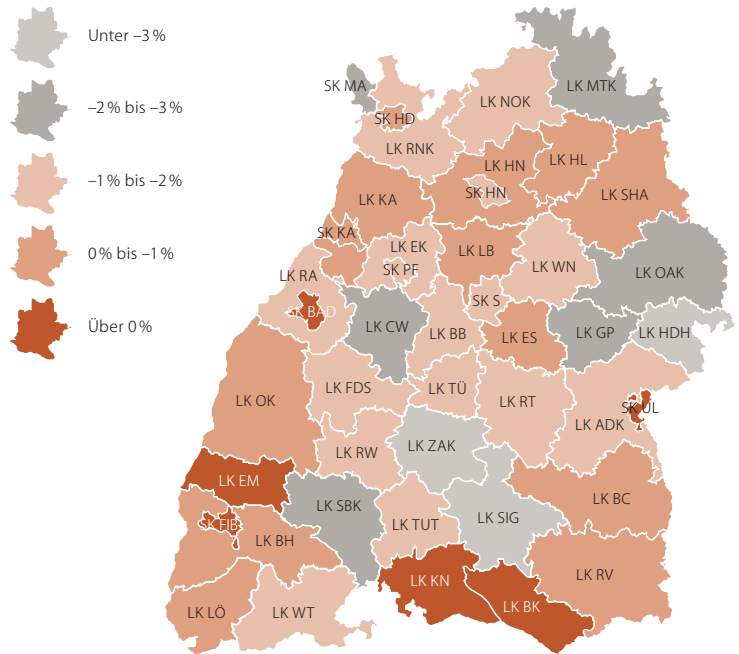 Unter –3 %
–2 % bis –3 %
–1 % bis –2 %
0 % bis –1 %
Über 0 %
LK MTK
SK MA
LK NOK
SK HD
LK RNK
LK HN
LK HL
SK HN
LK SHA
LK KA
SK KA
LK EK
LK LB
SK PF
LK WN
LK OAK
LK RA
SK BAD
SK S
LK CW
LK BB
LK ES
LK GP
LK HDH
LK OK
LK FDS
LK TÜ
LK RT
SK UL
LK ADK
LK RW
LK ZAK
LK EM
LK SBK
LK BC
SK FIB
LK BH
LK TUT
LK SIG
LK KN
LK RV
LK LÖ
LK WT
LK BK